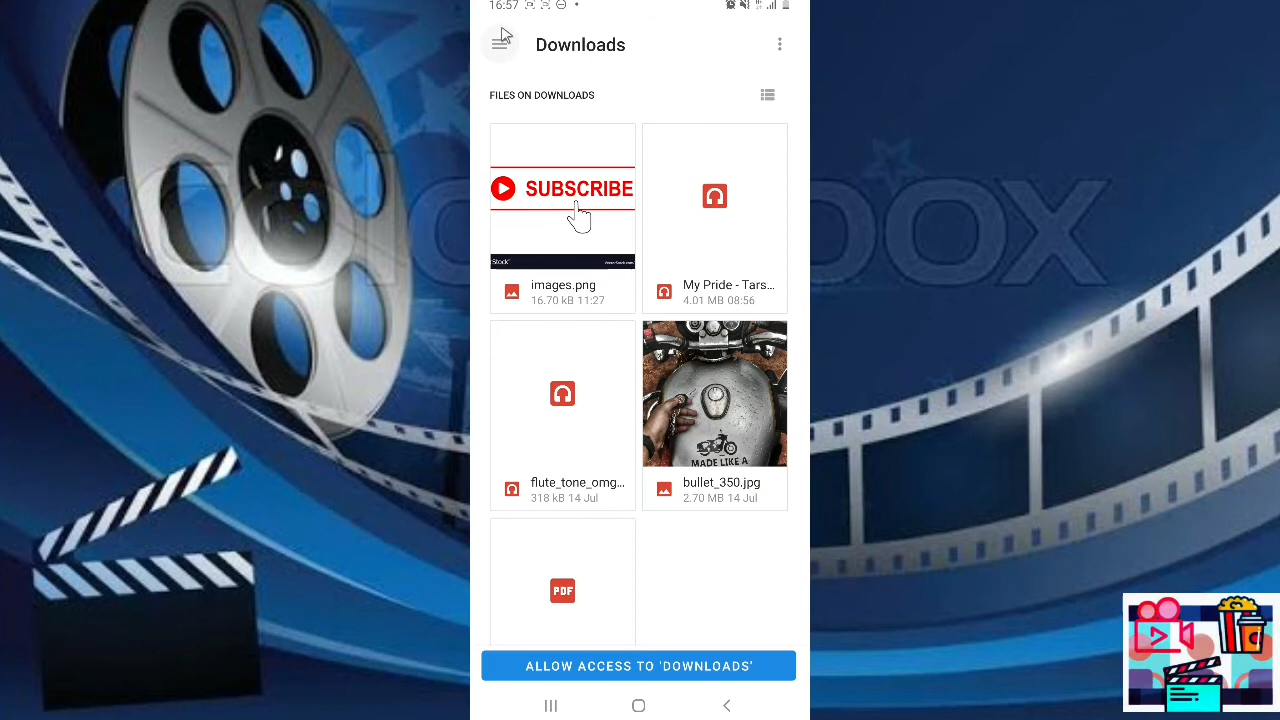 16:57
Downloads
FILES ON DOWNLOADS
SUBSCRIBE
Stock
images.png
16.70 kB 11:27
My Pride - Tars...
4.01 MB 08:56
MADE LIKE A
flute_tone_omg...
318 kB 14 Jul
bullet_350.jpg
2.70 MB 14 Jul
PDF
ALLOW ACCESS TO 'DOWNLOADS'
OX